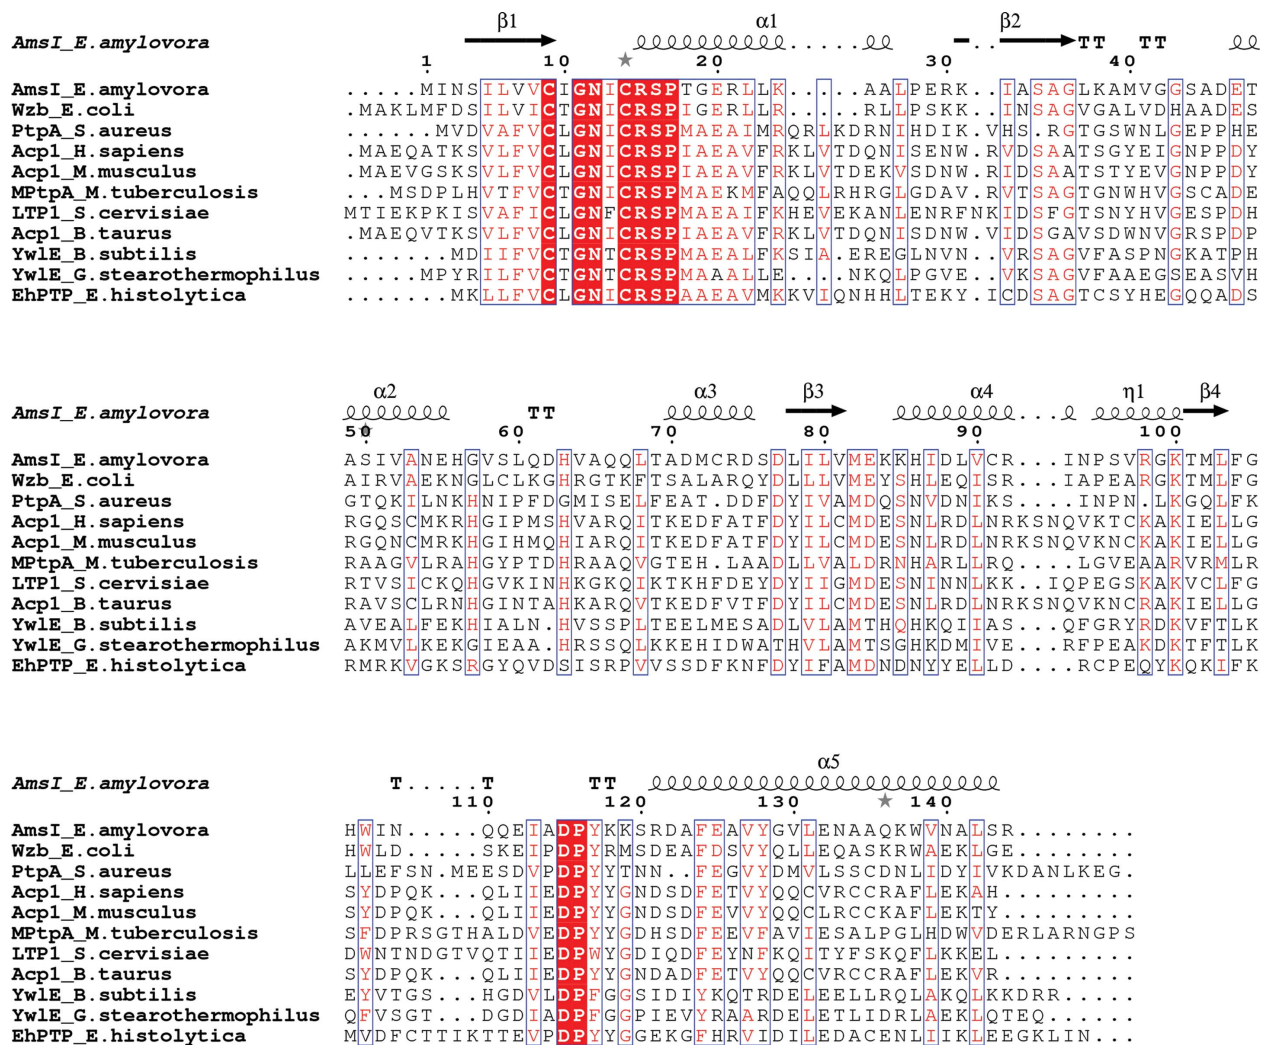 β1 α1 β2
AmsI_E.amylovora TT TT
1 10 20 30 40
AmsI_E.amylovora ......MINSILVVCIGNICRSPTGERLLK.....AALPERKK..IASAGLKAMVGGSADET
Wzb_E.coli .MAKLMFDSILVICVGNICRSPIGERLLK.....RLLPSKK..INSAGVGALVDHAADES
PtpA_S.aureus ......MVDVAFVCLGNICRSPMAEAIMRQRLKDRNIHDIK.VHS.RGTGSWNLGEPPHE
Acp1_H.sapiens .MAEQATKSVLFVCLGNICRSPIAEAVFRKLVTDQNISENW.RVDSAATSGYEIGNPPDY
Acp1_M.musculus .MAEVGSKSVLFVCLGNICRSPIAEAVFRKLVTDEKVSDNW.RIDSAATSTYEVGNPPDY
MPtpA_M.tuberculosis ...MSDPLHVTFVCTGNICRSPMAEKMFAQQLRHRGLGDAV.RVTSAGTGNWHVGSCADE
LTP1_S.cervisiae MTIEKPKISVAFICLGNFCRSPMAEAIFKHEVEKANLENRFNKIDSFGTSNYHVGESPDH
Acp1_B.taurus .MAEQVTKSVLFVCLGNICRSPIAEAVFRKLVTDQNISDNW.VIDSGAVSDWNVGRSPDP
YwlE_B.subtilis .......MDIIFVCTGNTCRSPMAEALFKSIA.EREGLNVN..VRSAGVFASPNGKATPH
YwlE_G.stearothermophilus .....MPYRILFVCTGNTCRSPMAAALLE...NKQLPGVE..VKSAGVFAAEGSEASVH
EhPTP_E.histolytica .......MKLLFVCLGNICRSPAAEAVMKKVIQNHHLTEKY.ICDSAGTCSYHEGQQADS
α2 α3 β3 α4 η1 β4
AmsI_E.amylovora TT
50 60 70 80 90 100
AmsI_E.amylovora ASIVANEHGVSLQDHVAQQLTADMCRDSDLILVMEKKHIDLVCR...INPSVRGKTMLFG
Wzb_E.coli AIRVAEKNGLCLKGHRGTKFTSALARQYDLLLVMEYSHLEQISR...IAPEARGKTMLFG
PtpA_S.aureus GTQKILNKHNIPFDGMISELFEAT.DDFDYIVAMDQSNVDNIKS...INPN.LKGQLFK
Acp1_H.sapiens RGQSCMKRHGIPMSHVARQITKEDFATFDYILCMDESNLRDLNRKSNQVKTCKAKIELLG
Acp1_M.musculus RGQNCMRKHGIHMQHIARQITKEDFATFDYILCMDESNLRDLNRKSNQVKNCKAKIELLG
MPtpA_M.tuberculosis RAAGVLRAHGYPTDHRAAQVGTEH.LAADLLVALDRNHARLLRQ...LGVEAARVRMLR
LTP1_S.cervisiae RTVSICKQHGVKINHKGKQIKTKHFDEYDYIIGMDESNINNLKK...IQPEGSKAKVCLFG
Acp1_B.taurus RAVSCLRNHGINTAHKARQVTKEDFVTFDYILCMDESNLRDLNRKSNQVKNCRAKIELLG
YwlE_B.subtilis AVEALFEKHIALN.HVSSPLTEELMESADLVLAMTHQHKQIIAS...QFGRYRDKVFTLK
YwlE_G.stearothermophilus AKMVLKEKGIEAA.HRSSQLKKEHIDWATHVLAMTSGHKDMIVE...RFPEAKDKTFTLK
EhPTP_E.histolytica RMRKVGKSRGYQVDSISRPVVSSDFKNFDYIFAMDNDNYYELLD....RCPEQYKQKIFK
α5
AmsI_E.amylovora T......T TT
110 120 130 140
AmsI_E.amylovora HWIN.....QQEIADPYKKSRDAFEAVYGVLENAAQKWVNALSR........
Wzb_E.coli HWLD.....SKEIPDPYRMSDEAFDSVYQLLEQASKRWAEKLGE........
PtpA_S.aureus LLEFSN.MEESDVPDPYYTNN..FEGVYDMVLSSCDNLIDYIVKDANLKEG.
Acp1_H.sapiens SYDPQK...QLIIEDPYYGNDSDFETVYQQCVRCCRAFLEKAH.........
Acp1_M.musculus SYDPQK...QLIIEDPYYGNDSDFEVVYQQCLRCCKAFLEKTY.........
MPtpA_M.tuberculosis SFDPRSGTHALDVEDPYYGDHSDFEEVFAVIESALPGLHDWVDERLARNGPS
LTP1_S.cervisiae DWNTNDGTVQTIIEDPWYGDIQDFEYNFKQITYFSKQFLKKEL.........
Acp1_B.taurus SYDPQK...QLIIEDPYYGNDADFETVYQQCVRCCRAFLEKVR.........
YwlE_B.subtilis EYVTGS...HGDVLDPFGGSIDIYKQTRDELEELLRQLAKQLKKDRR.....
YwlE_G.stearothermophilus QFVSGT...DGDIADPFGGPIEVYRAARDELETLIDRLAEKLQTEQ......
EhPTP_E.histolytica MVDFCTTIKTTEVPDPYYGGEKGFHRVIDILEDACENLIIKLEEGKLIN...